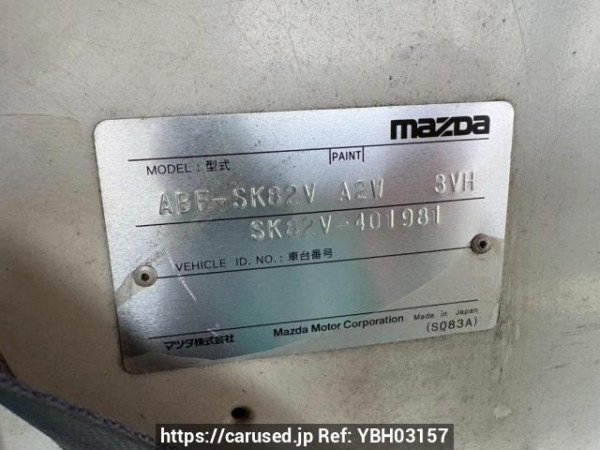 mazda
MODEL : 型式 PAINT
ABF-SK82V A2W 3VH
SK82V-401981
VEHICLE ID. NO. : 車台番号
マツダ株式会社 Mazda Motor Corporation Made in Japan
(SQ83A)
https://carused.jp Ref: YBH03157